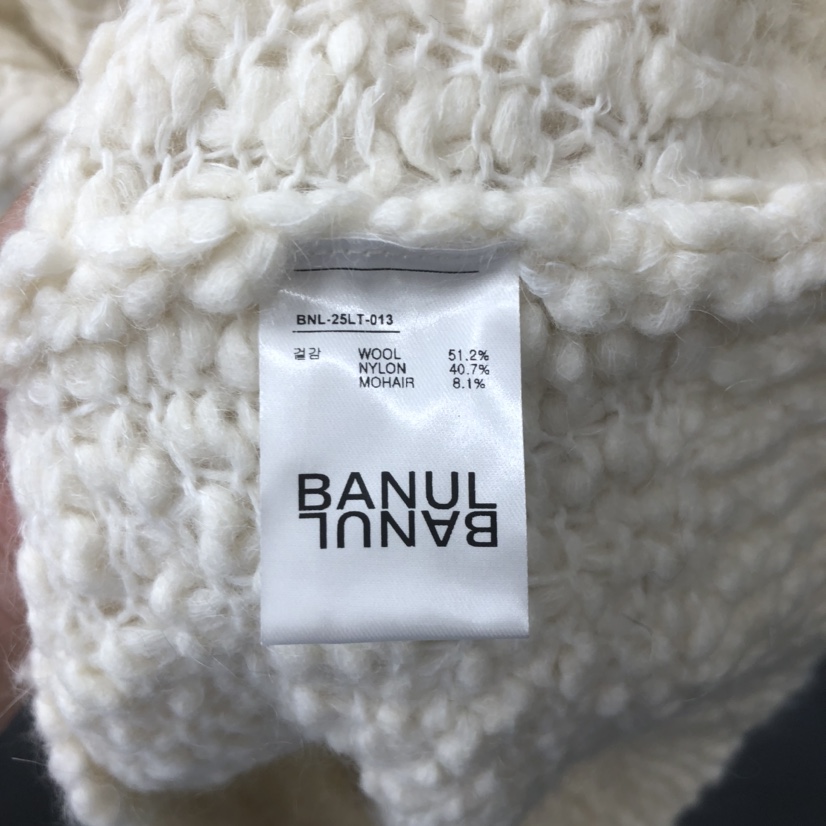 BNL-25LT-013
겉감 WOOL 51.2%
NYLON 40.7%
MOHAIR 8.1%
BANUL
BANUL